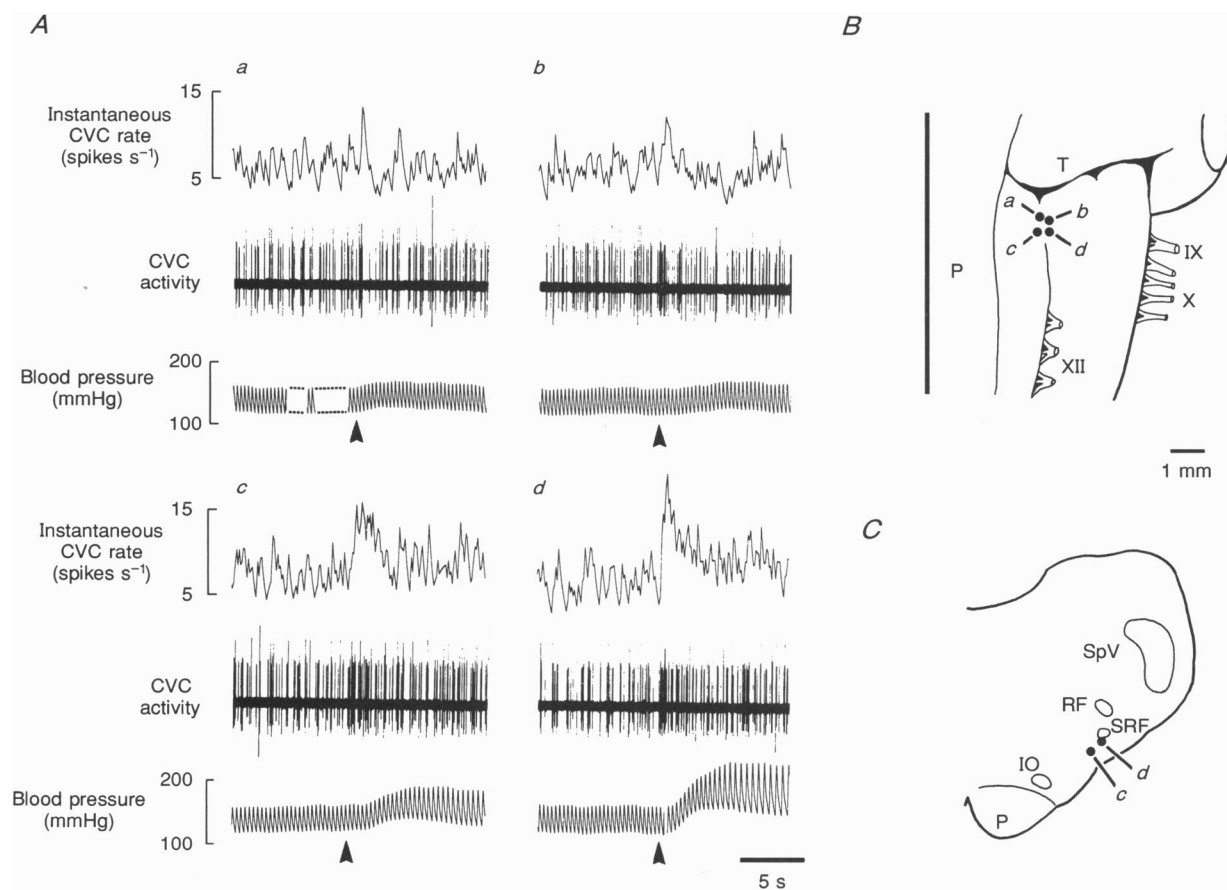 A
B
a
b
15
5
Instantaneous
CVC rate
(spikes s⁻¹)
CVC
activity
200
100
Blood pressure
(mmHg)
c
d
15
5
Instantaneous
CVC rate
(spikes s⁻¹)
CVC
activity
200
100
Blood pressure
(mmHg)
5 s
T
a
b
c
d
P
IX
X
XII
1 mm
C
SpV
RF
SRF
IO
d
c
P